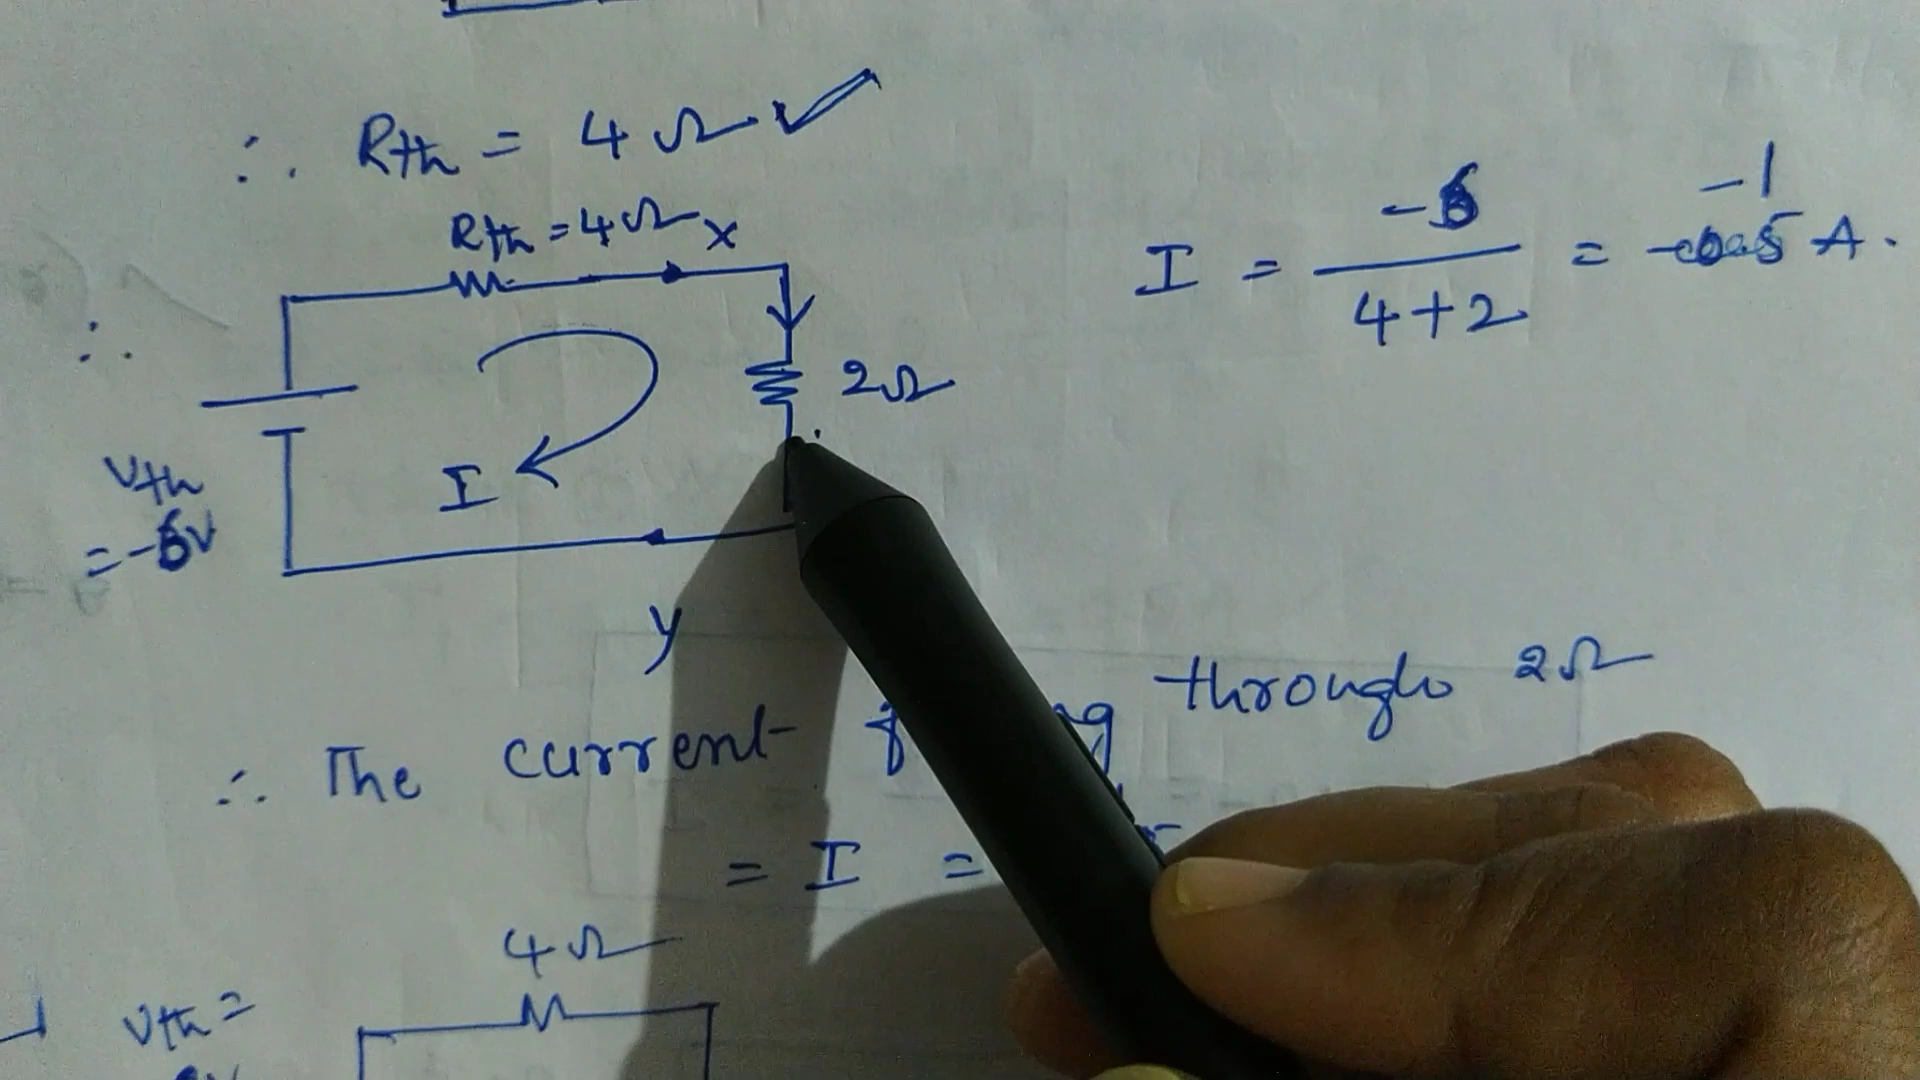 ∴ Rth = 4Ω
Rth = 4Ω x
∴
2Ω
Vth
= -6V
I
y
I = -6 / 4+2 = -1 A.
∴ The current through 2Ω
= I =
4Ω
Vth =